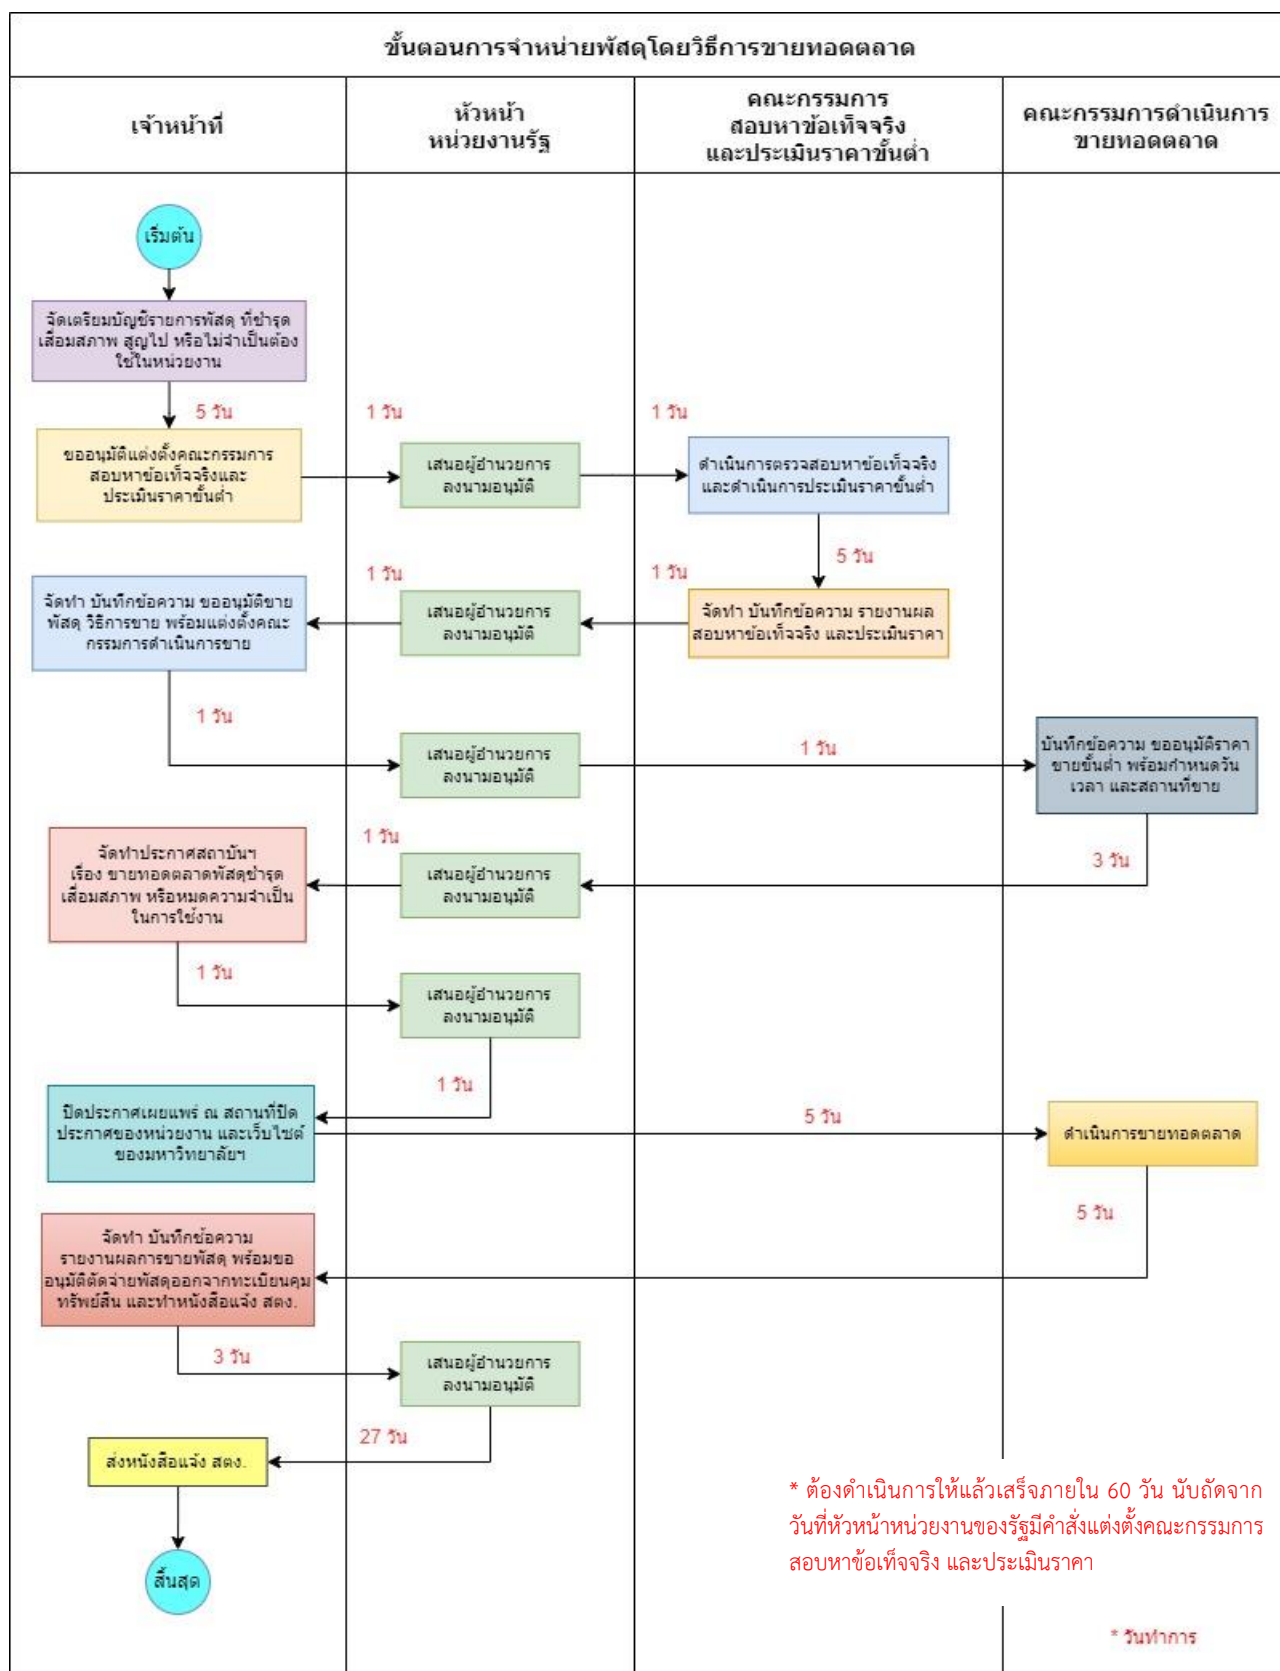 ขั้นตอนการจำหน่ายพัสดุโดยวิธีการขายทอดตลาด
เจ้าหน้าที่
หัวหน้า
หน่วยงานรัฐ
คณะกรรมการ
สอบหาข้อเท็จจริง
และประเมินราคาขั้นต่ำ
คณะกรรมการดำเนินการ
ขายทอดตลาด
เริ่มต้น
จัดเตรียมบัญชีรายการพัสดุ ที่ชำรุด
เสื่อมสภาพ สูญไป หรือไม่จำเป็นต้อง
ใช้ในหน่วยงาน
5 วัน
ขออนุมัติแต่งตั้งคณะกรรมการ
สอบหาข้อเท็จจริงและ
ประเมินราคาขั้นต่ำ
1 วัน
เสนอผู้อำนวยการ
ลงนามอนุมัติ
1 วัน
ดำเนินการตรวจสอบหาข้อเท็จจริง
และดำเนินการประเมินราคาขั้นต่ำ
5 วัน
จัดทำ บันทึกข้อความ รายงานผล
สอบหาข้อเท็จจริง และประเมินราคา
1 วัน
เสนอผู้อำนวยการ
ลงนามอนุมัติ
1 วัน
จัดทำ บันทึกข้อความ ขออนุมัติขาย
พัสดุ วิธีการขาย พร้อมแต่งตั้งคณะ
กรรมการดำเนินการขาย
1 วัน
เสนอผู้อำนวยการ
ลงนามอนุมัติ
1 วัน
บันทึกข้อความ ขออนุมัติราคา
ขายขั้นต่ำ พร้อมกำหนดวัน
เวลา และสถานที่ขาย
3 วัน
เสนอผู้อำนวยการ
ลงนามอนุมัติ
1 วัน
จัดทำประกาศสถาบันฯ
เรื่อง ขายทอดตลาดพัสดุชำรุด
เสื่อมสภาพ หรือหมดความจำเป็น
ในการใช้งาน
1 วัน
เสนอผู้อำนวยการ
ลงนามอนุมัติ
1 วัน
ปิดประกาศเผยแพร่ ณ สถานที่ปิด
ประกาศของหน่วยงาน และเว็บไซต์
ของมหาวิทยาลัยฯ
5 วัน
ดำเนินการขายทอดตลาด
5 วัน
จัดทำ บันทึกข้อความ
รายงานผลการขายพัสดุ พร้อมขอ
อนุมัติตัดจ่ายพัสดุออกจากทะเบียนคุม
ทรัพย์สิน และทำหนังสือแจ้ง สตง.
3 วัน
เสนอผู้อำนวยการ
ลงนามอนุมัติ
27 วัน
ส่งหนังสือแจ้ง สตง.
สิ้นสุด
* ต้องดำเนินการให้แล้วเสร็จภายใน 60 วัน นับถัดจาก
วันที่หัวหน้าหน่วยงานของรัฐมีคำสั่งแต่งตั้งคณะกรรมการ
สอบหาข้อเท็จจริง และประเมินราคา
* วันทำการ